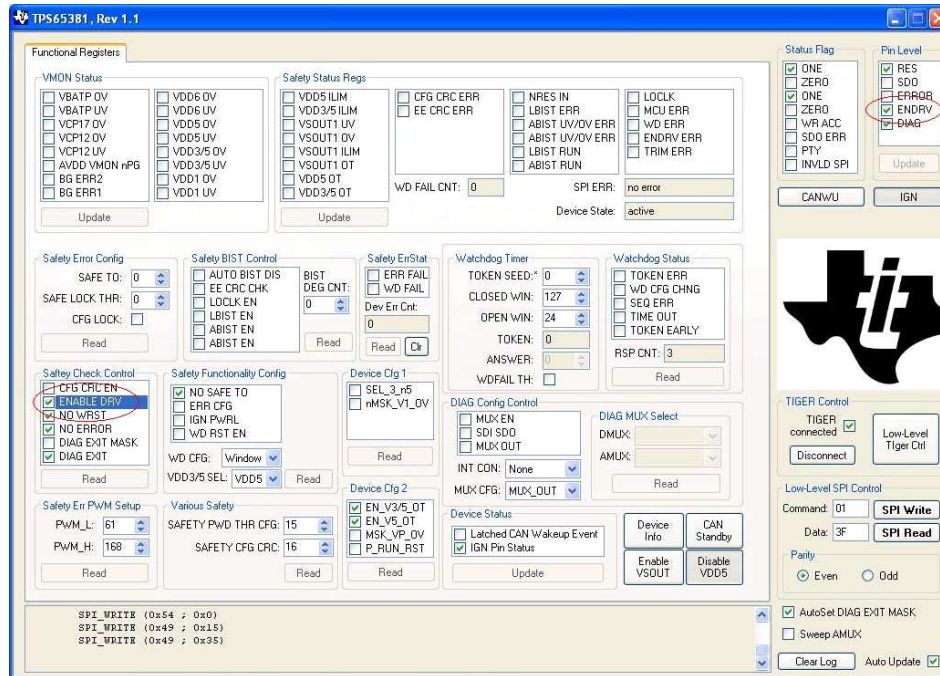 TPS65381, Rev 1.1
Functional Registers
VMON Status
VBATP OV
VBATP UV
VCP17 OV
VCP12 OV
VCP12 UV
AVDD VMON nPG
BG ERR2
BG ERR1
VDD6 OV
VDD6 UV
VDD5 OV
VDD5 UV
VDD3/5 OV
VDD3/5 UV
VDD1 OV
VDD1 UV
Update
Safety Status Regs
VDD5 ILIM
VDD3/5 ILIM
VSOUT1 UV
VSOUT1 OV
VSOUT1 ILIM
VSOUT1 OT
VDD5 OT
VDD3/5 OT
CFG CRC ERR
EE CRC ERR
NRES IN
LBIST ERR
ABIST UV/OV ERR
ABIST UV/OV ERR
LBIST RUN
ABIST RUN
LOCLK
MCU ERR
WD ERR
ENDRV ERR
TRIM ERR
WD FAIL CNT: 0
SPI ERR: no error
Device State: active
Update
Status Flag
ONE
ZERO
ONE
ZERO
WR ACC
SDO ERR
PTY
INVLD SPI
Pin Level
RES
SDO
ERROR
ENDRV
DIAG
Update
CANWU
IGN
Safety Error Config
SAFE TO: 0
SAFE LOCK THR: 0
CFG LOCK:
Read
Safety BIST Control
AUTO BIST DIS
EE CRC CHK
LOCLK EN
LBIST EN
ABIST EN
ABIST EN
BIST
DEG CNT:
0
Read
Safety ErrStat
ERR FAIL
WD FAIL
Dev Err Cnt:
0
Read Clr
Watchdog Timer
TOKEN SEED:* 0
CLOSED WIN: 127
OPEN WIN: 24
TOKEN: 0
ANSWER: 0
WDFAIL TH:
Watchdog Status
TOKEN ERR
WD CFG CHNG
SEQ ERR
TIME OUT
TOKEN EARLY
RSP CNT: 3
Read
Saftey Check Control
CFG CRC EN
ENABLE DRV
NO WRST
NO ERROR
DIAG EXIT MASK
DIAG EXIT
Read
Safety Functionality Config
NO SAFE TO
ERR CFG
IGN PWRL
WD RST EN
WD CFG: Window
VDD3/5 SEL: VDD5
Read
Device Cfg 1
SEL_3_n5
nMSK_V1_OV
Read
DIAG Config Control
MUX EN
SDI SDO
MUX OUT
INT CON: None
MUX CFG: MUX_OUT
DIAG MUX Select
DMUX:
AMUX:
Read
TIGER Control
TIGER
connected
Disconnect
Low-Level
TIger Ctrl
Safety Err PWM Setup
PWM_L: 61
PWM_H: 168
Read
Various Safety
SAFETY PWD THR CFG: 15
SAFETY CFG CRC: 16
Read
Device Cfg 2
EN_V3/5_OT
EN_V5_OT
MSK_VP_OV
P_RUN_RST
Read
Device Status
Latched CAN Wakeup Event
IGN Pin Status
Update
Device
Info
CAN
Standby
Enable
VSOUT
Disable
VDD5
Low-Level SPI Control
Command: 01 SPI Write
Data: 3F SPI Read
Parity
Even Odd
AutoSet DIAG EXIT MASK
Sweep AMUX
Clear Log Auto Update
SPI_WRITE (0x54 ; 0x0)
SPI_WRITE (0x49 ; 0x15)
SPI_WRITE (0x49 ; 0x35)